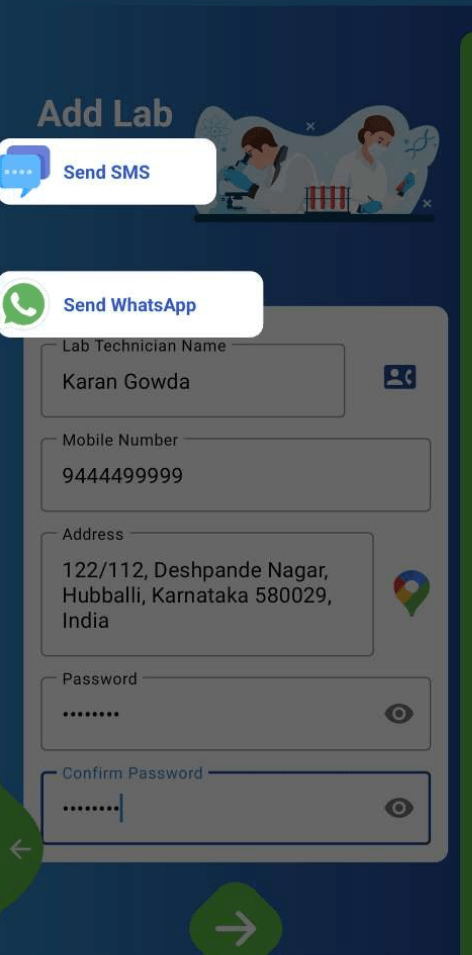 Add Lab
Send SMS
Send WhatsApp
Lab Technician Name
Karan Gowda
Mobile Number
9444499999
Address
122/112, Deshpande Nagar,
Hubballi, Karnataka 580029,
India
Password
••••••••
Confirm Password
••••••••